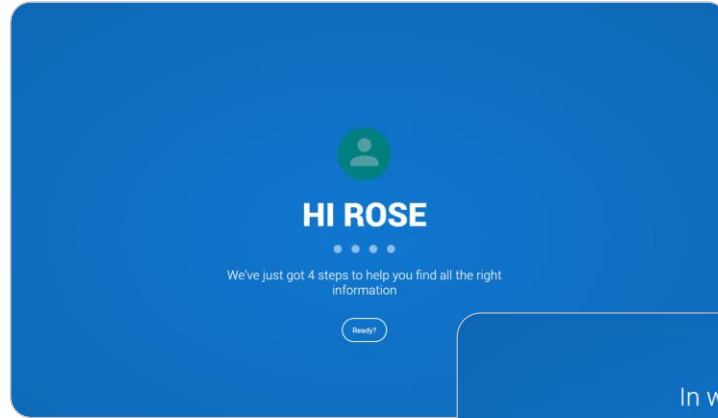 HI ROSE
We've just got 4 steps to help you find all the right
information
Ready?
In